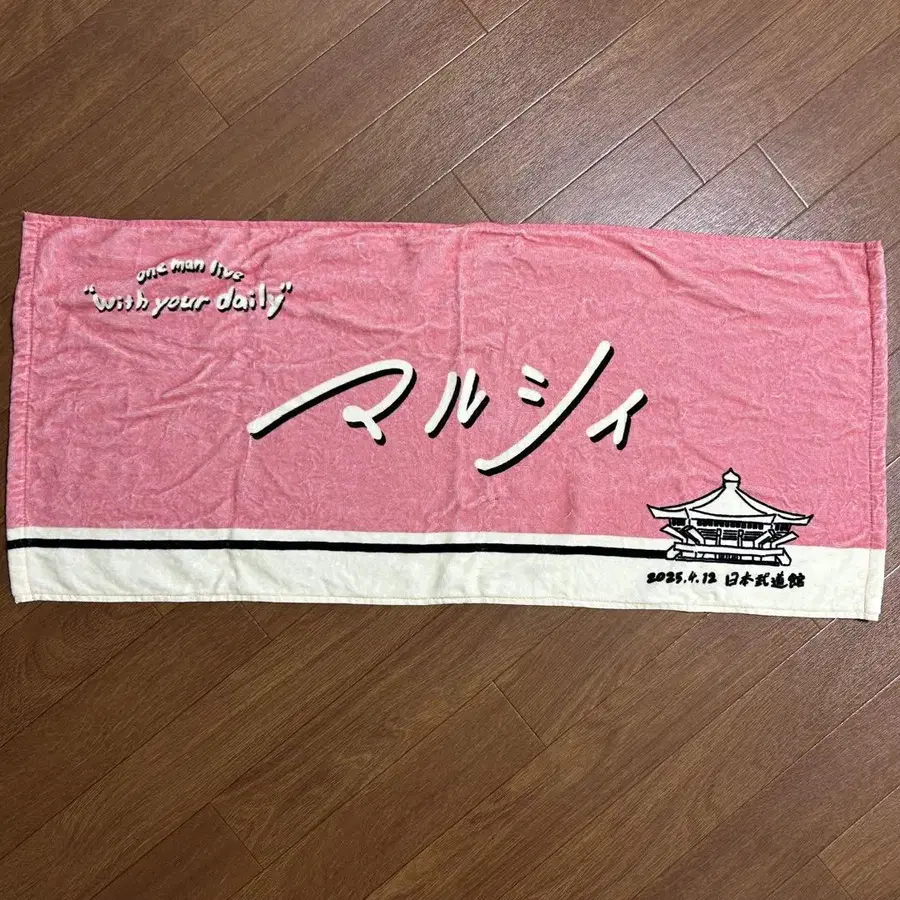 one man live
"with your daily"
マルシィ
2025.4.12 日本武道館